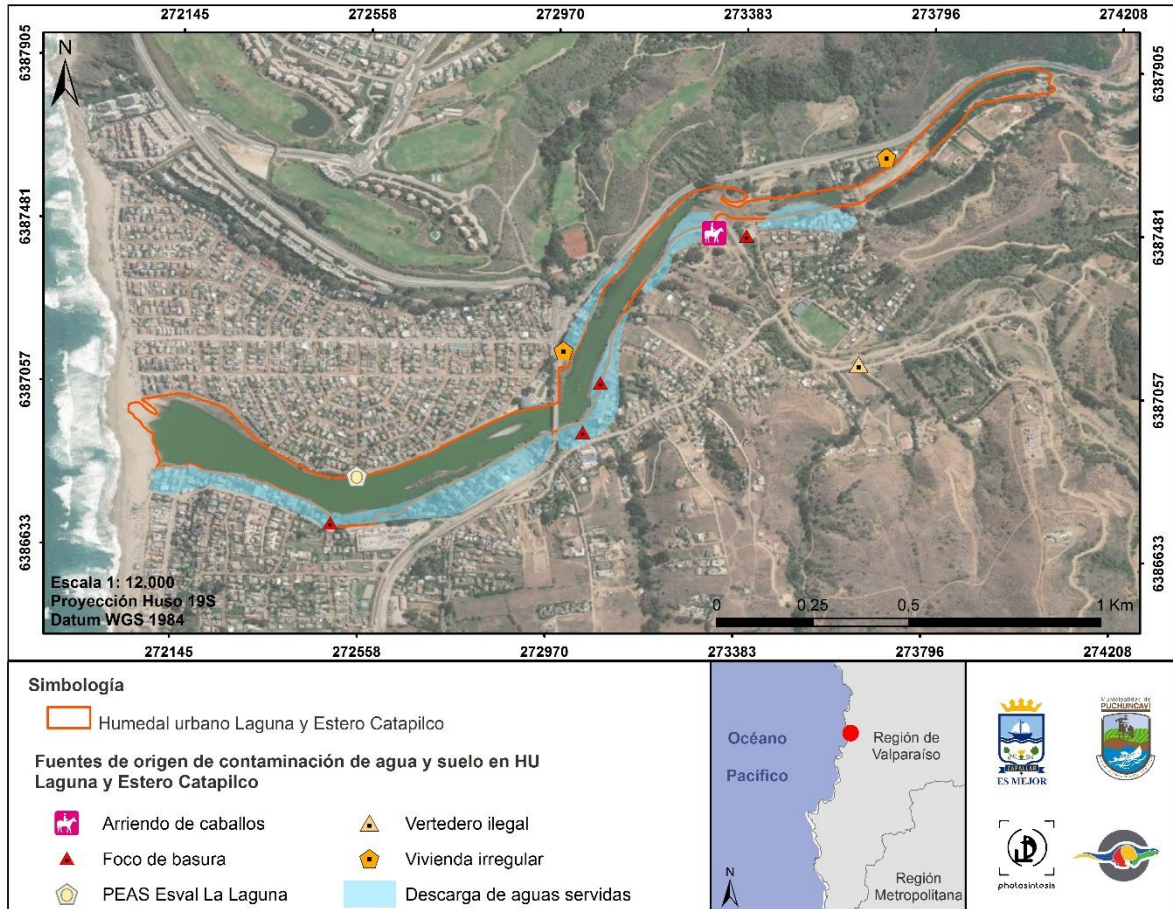 272145 272558 272970 273383 273796 274208
6387905
6387481
6387057
6386633
6387905
6387481
6387057
6386633
N
Escala 1: 12.000
Proyección Huso 19S
Datum WGS 1984
0 0,25 0,5 1 Km
272145 272558 272970 273383 273796 274208
Simbología
Humedal urbano Laguna y Estero Catapilco
Fuentes de origen de contaminación de agua y suelo en HU
Laguna y Estero Catapilco
Arriendo de caballos
Foco de basura
PEAS Esval La Laguna
Vertedero ilegal
Vivienda irregular
Descarga de aguas servidas
Océano
Pacífico
Región de
Valparaíso
Región
Metropolitana
N
ZAPALLAR
ES MEJOR
Municipalidad de
PUCHUNCAVÍ
photosintesis